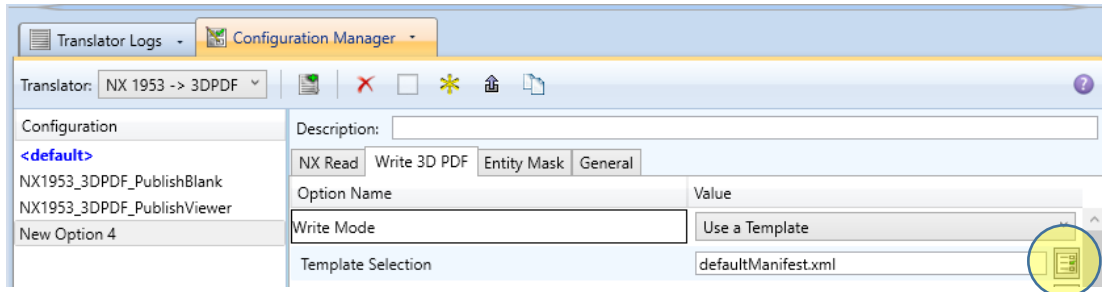 Translator Logs Configuration Manager
Translator: NX 1953 -> 3DPDF
Configuration
<default>
NX1953_3DPDF_PublishBlank
NX1953_3DPDF_PublishViewer
New Option 4
Description:
NX Read Write 3D PDF Entity Mask General
Option Name Value
Write Mode Use a Template
Template Selection defaultManifest.xml